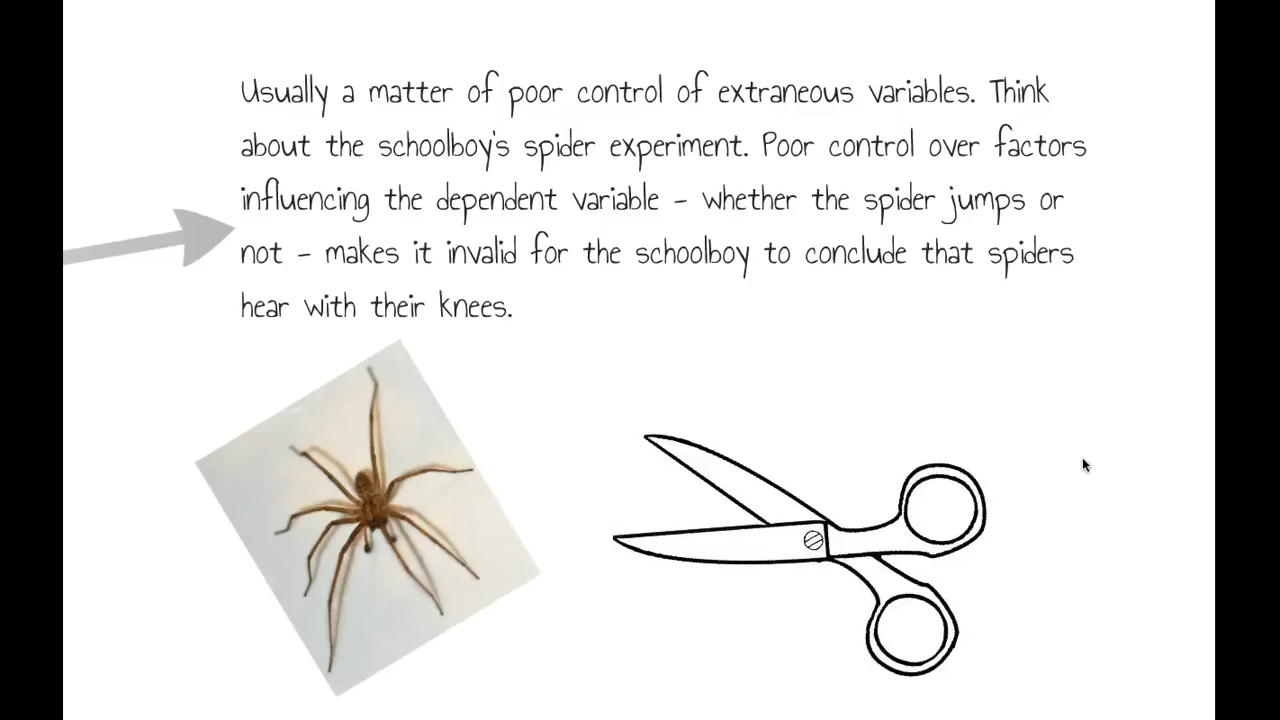 Usually a matter of poor control of extraneous variables. Think
about the schoolboy's spider experiment. Poor control over factors
influencing the dependent variable - whether the spider jumps or
not - makes it invalid for the schoolboy to conclude that spiders
hear with their knees.